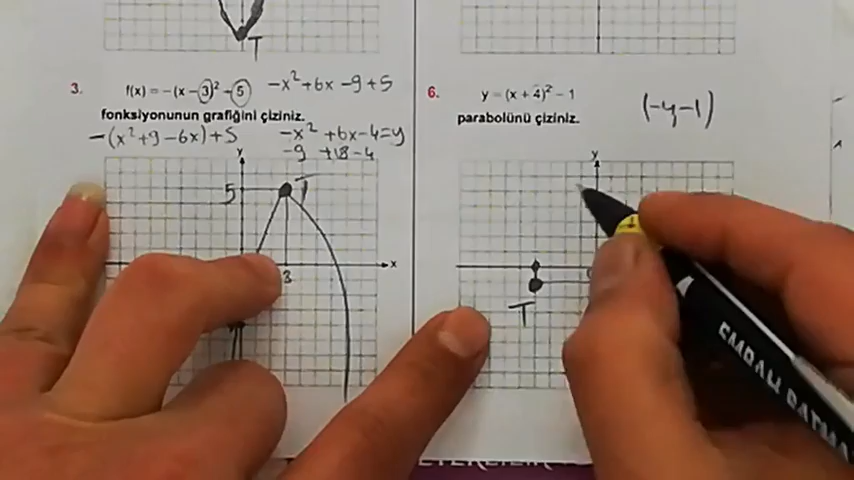 T
3. f(x) = -(x - 3)² - 5 -x² + 6x - 9 + 5
fonksiyonunun grafiğini çiziniz.
-(x² + 9 - 6x) + 5 -x² + 6x - 4 = y
-9 + 18 - 4
y
5
T
x
3
6. y = (x + 4)² - 1 (-4 - 1)
parabolünü çiziniz.
y
T